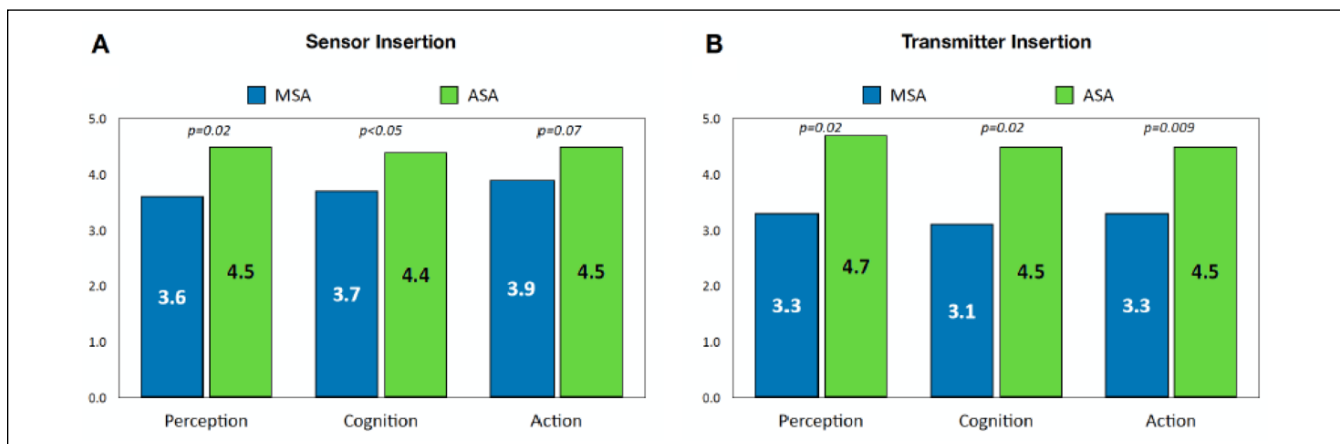 A Sensor Insertion
MSA ASA
5.0
4.0
3.0
2.0
1.0
0.0
p=0.02 p<0.05 p=0.07
3.6 4.5 3.7 4.4 3.9 4.5
Perception Cognition Action
B Transmitter Insertion
MSA ASA
5.0
4.0
3.0
2.0
1.0
0.0
p=0.02 p=0.02 p=0.009
3.3 4.7 3.1 4.5 3.3 4.5
Perception Cognition Action